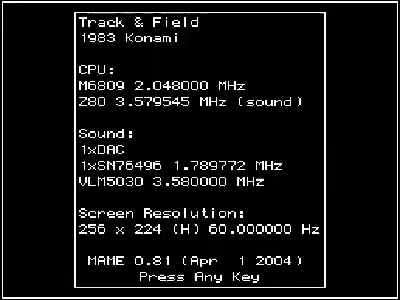 Track & Field
1983 Konami
CPU:
M6809 2.048000 MHz
Z80 3.579545 MHz (sound)
Sound:
1xDAC
1xSN76496 1.789772 MHz
VLM5030 3.580000 MHz
Screen Resolution:
256 x 224 (H) 60.000000 Hz
MAME 0.81 (Apr  1 2004)
Press Any Key